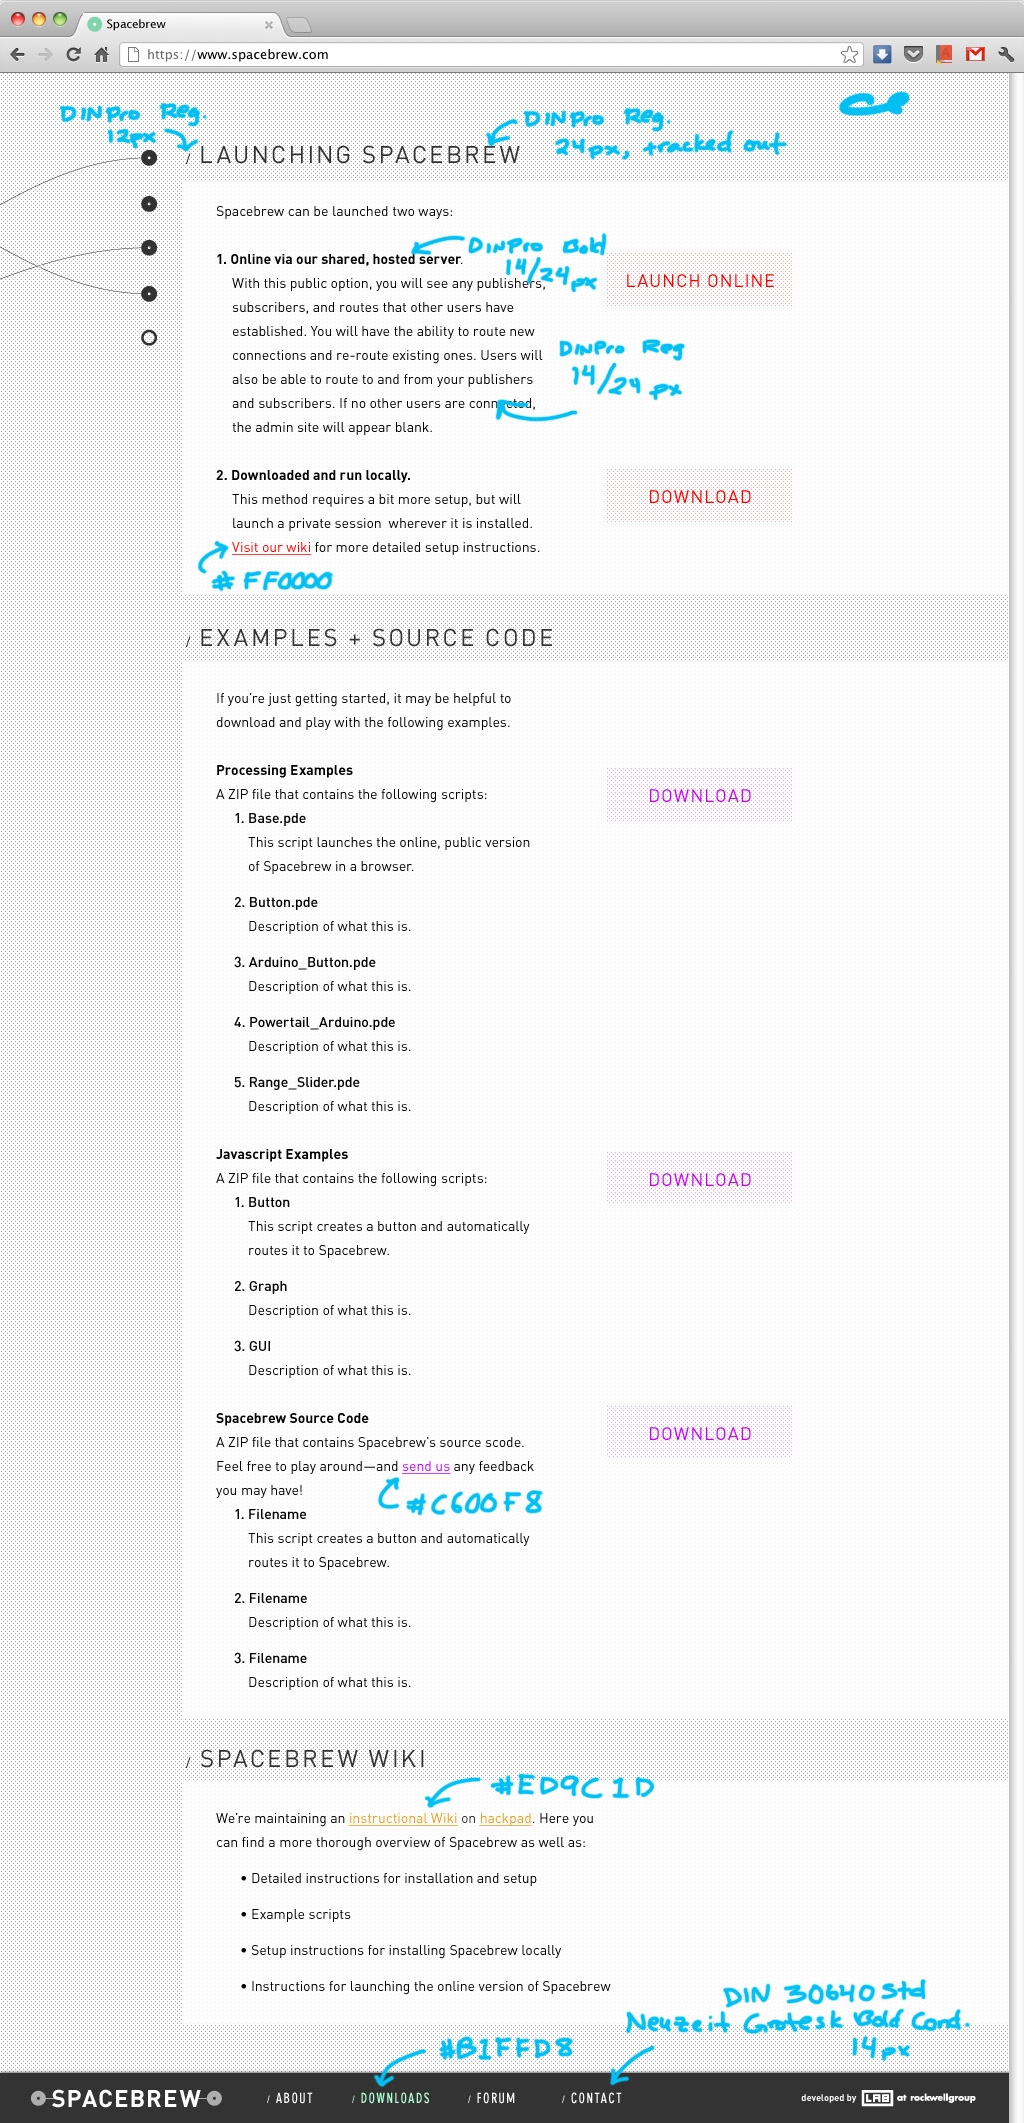 Spacebrew
https://www.spacebrew.com
DINPro Reg.
12px
DINPro Reg.
24px, tracked out
/ LAUNCHING SPACEBREW
Spacebrew can be launched two ways:
DINPro Bold
14/24 px
1. Online via our shared, hosted server.
With this public option, you will see any publishers,
subscribers, and routes that other users have
established. You will have the ability to route new
connections and re-route existing ones. Users will
also be able to route to and from your publishers
and subscribers. If no other users are connected,
the admin site will appear blank.
LAUNCH ONLINE
DINPro Reg
14/24 px
2. Downloaded and run locally.
This method requires a bit more setup, but will
launch a private session wherever it is installed.
Visit our wiki for more detailed setup instructions.
DOWNLOAD
# FF0000
/ EXAMPLES + SOURCE CODE
If you're just getting started, it may be helpful to
download and play with the following examples.
Processing Examples
A ZIP file that contains the following scripts:
DOWNLOAD
1. Base.pde
This script launches the online, public version
of Spacebrew in a browser.
2. Button.pde
Description of what this is.
3. Arduino_Button.pde
Description of what this is.
4. Powertail_Arduino.pde
Description of what this is.
5. Range_Slider.pde
Description of what this is.
Javascript Examples
A ZIP file that contains the following scripts:
DOWNLOAD
1. Button
This script creates a button and automatically
routes it to Spacebrew.
2. Graph
Description of what this is.
3. GUI
Description of what this is.
Spacebrew Source Code
A ZIP file that contains Spacebrew's source scode.
Feel free to play around—and send us any feedback
you may have!
DOWNLOAD
#C600F8
1. Filename
This script creates a button and automatically
routes it to Spacebrew.
2. Filename
Description of what this is.
3. Filename
Description of what this is.
/ SPACEBREW WIKI
#ED9C1D
We're maintaining an instructional Wiki on hackpad. Here you
can find a more thorough overview of Spacebrew as well as:
• Detailed instructions for installation and setup
• Example scripts
• Setup instructions for installing Spacebrew locally
• Instructions for launching the online version of Spacebrew
DIN 30640 Std
Neuzeit Grotesk Bold Cond.
14px
#B1FFD8
SPACEBREW
/ ABOUT
/ DOWNLOADS
/ FORUM
/ CONTACT
developed by LAB at rockwellgroup